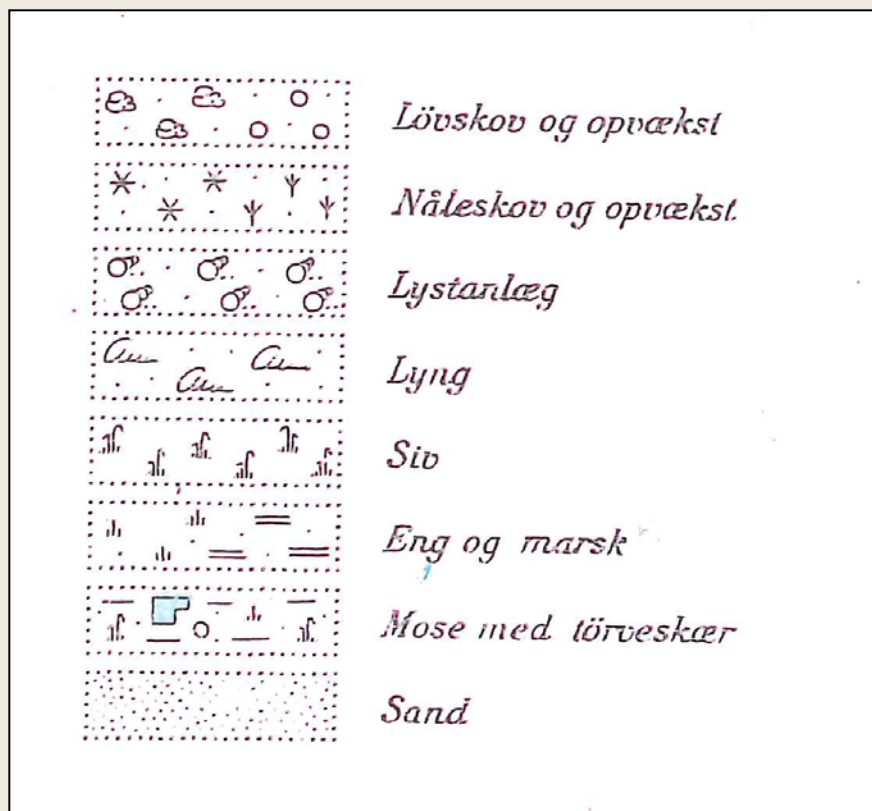 Lövskov og opvækst
Nåleskov og opvækst.
Lystanlæg
Lyng
Siv
Eng og marsk
Mose med törveskær
Sand